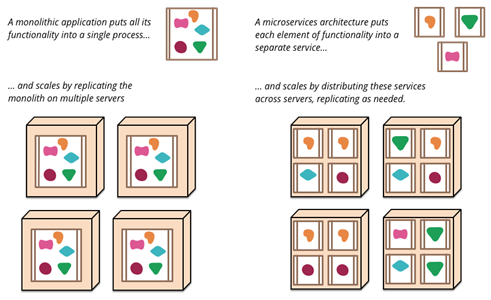 A monolithic application puts all its
functionality into a single process...
... and scales by replicating the
monolith on multiple servers
A microservices architecture puts
each element of functionality into a
separate service...
... and scales by distributing these services
across servers, replicating as needed.